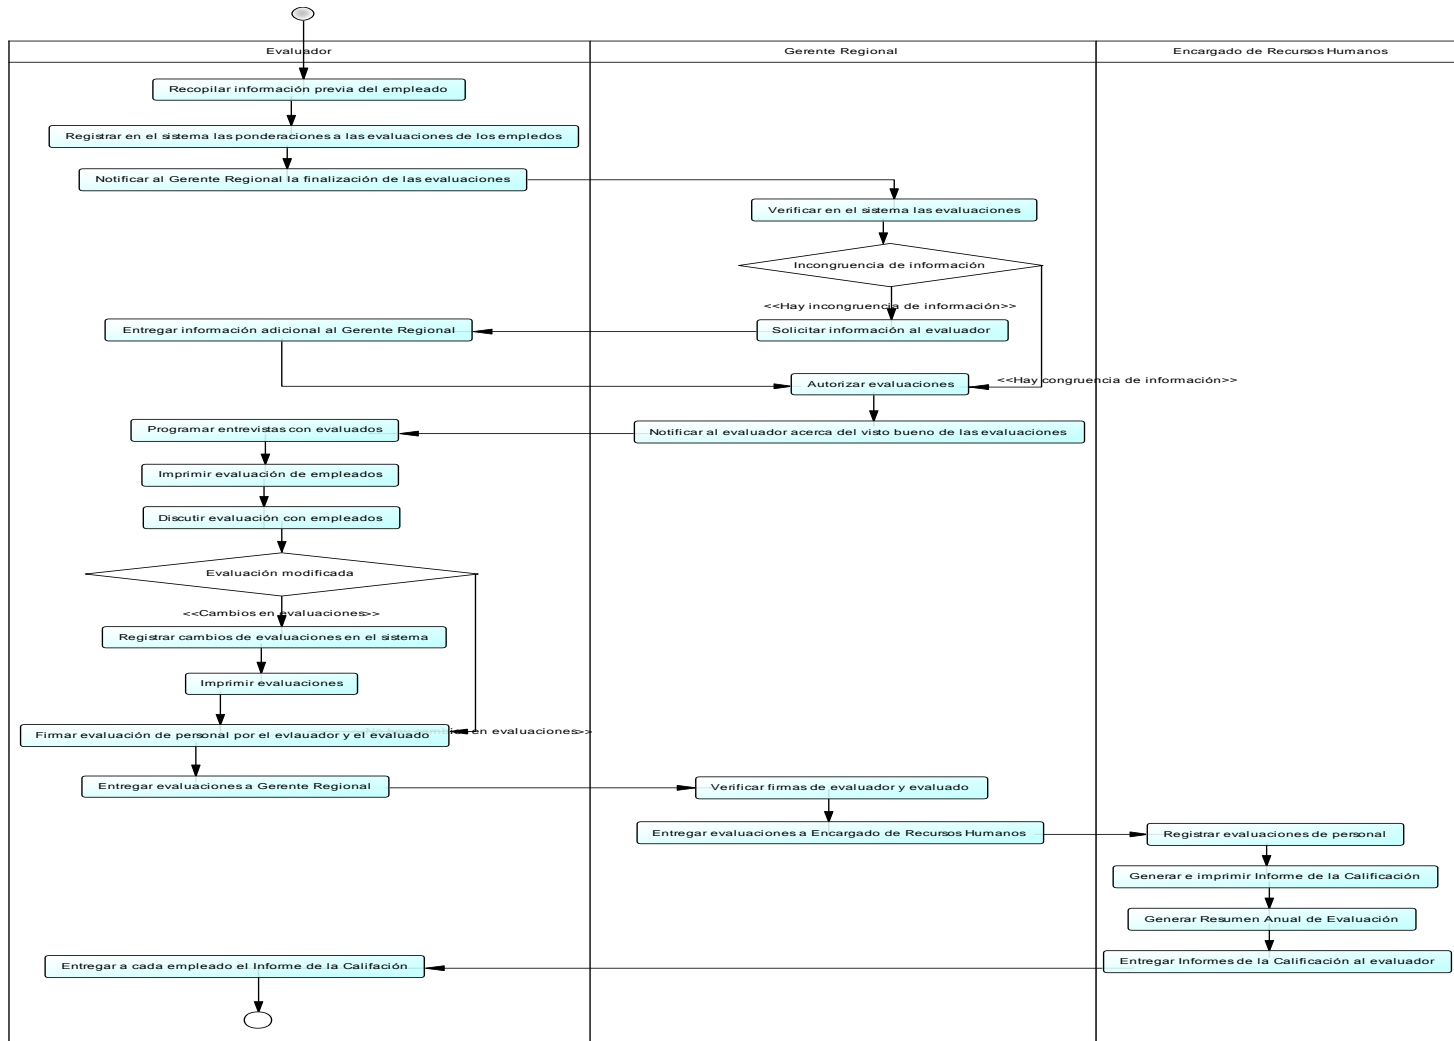 Evaluador
Gerente Regional
Encargado de Recursos Humanos
Recopilar información previa del empleado
Registrar en el sistema las ponderaciones a las evaluaciones de los empledos
Notificar al Gerente Regional la finalización de las evaluaciones
Verificar en el sistema las evaluaciones
Incongruencia de información
<<Hay incongruencia de información>>
Entregar información adicional al Gerente Regional
Solicitar información al evaluador
Autorizar evaluaciones
<<Hay congruencia de información>>
Programar entrevistas con evaluados
Notificar al evaluador acerca del visto bueno de las evaluaciones
Imprimir evaluación de empleados
Discutir evaluación con empleados
Evaluación modificada
<<Cambios en evaluaciones>>
Registrar cambios de evaluaciones en el sistema
Imprimir evaluaciones
Firmar evaluación de personal por el evlauador y el evaluado
en evaluaciones>>
Entregar evaluaciones a Gerente Regional
Verificar firmas de evaluador y evaluado
Entregar evaluaciones a Encargado de Recursos Humanos
Registrar evaluaciones de personal
Generar e imprimir Informe de la Calificación
Generar Resumen Anual de Evaluación
Entregar a cada empleado el Informe de la Califación
Entregar Informes de la Calificación al evaluador